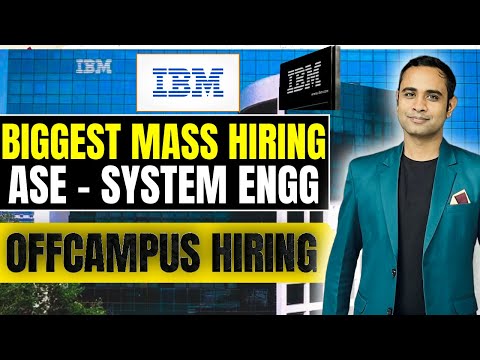 IBM
IBM
IBM
BIGGEST MASS HIRING
ASE - SYSTEM ENGG
OFFCAMPUS HIRING